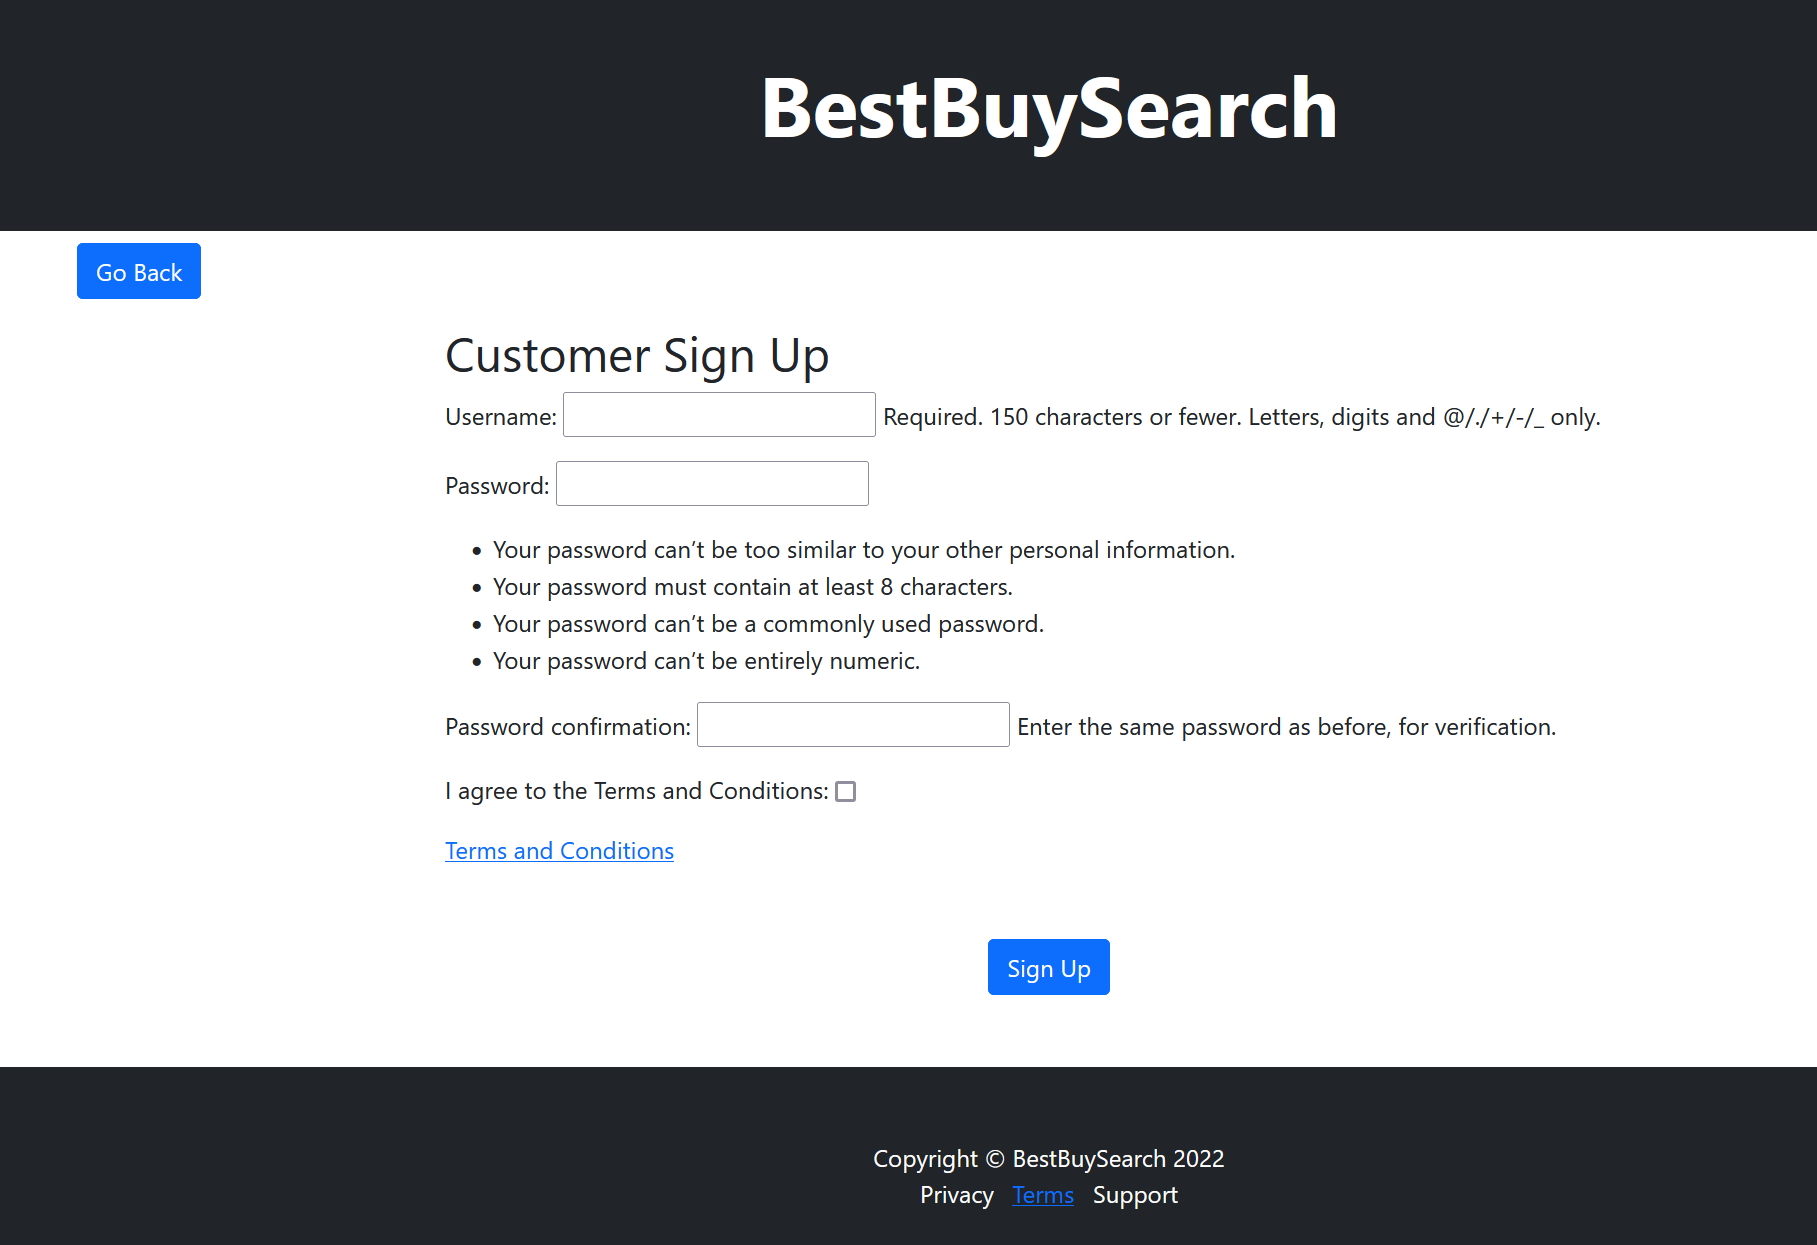 BestBuySearch
Go Back
Customer Sign Up
Username: Required. 150 characters or fewer. Letters, digits and @/./+/-/_ only.
Password:
• Your password can’t be too similar to your other personal information.
• Your password must contain at least 8 characters.
• Your password can’t be a commonly used password.
• Your password can’t be entirely numeric.
Password confirmation: Enter the same password as before, for verification.
I agree to the Terms and Conditions:
Terms and Conditions
Sign Up
Copyright © BestBuySearch 2022
Privacy Terms Support